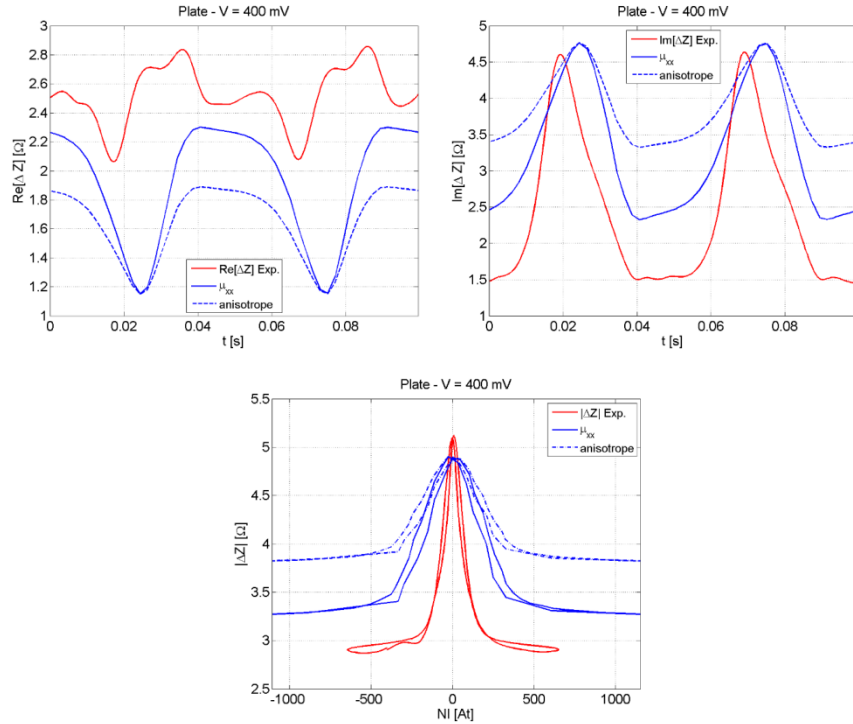 Plate - V = 400 mV
3
2.8
2.6
2.4
2.2
2
1.8
1.6
1.4
1.2
1
Re[Δ Z] [Ω]
Re[ΔZ] Exp.
μxx
anisotrope
0
0.02
0.04
0.06
0.08
t [s]
Plate - V = 400 mV
5
4.5
4
3.5
3
2.5
2
1.5
1
Im[Δ Z] [Ω]
Im[ΔZ] Exp.
μxx
anisotrope
0
0.02
0.04
0.06
0.08
t [s]
Plate - V = 400 mV
5.5
5
4.5
4
3.5
3
2.5
|ΔZ| [Ω]
|ΔZ| Exp.
μxx
anisotrope
-1000
-500
0
500
1000
NI [At]